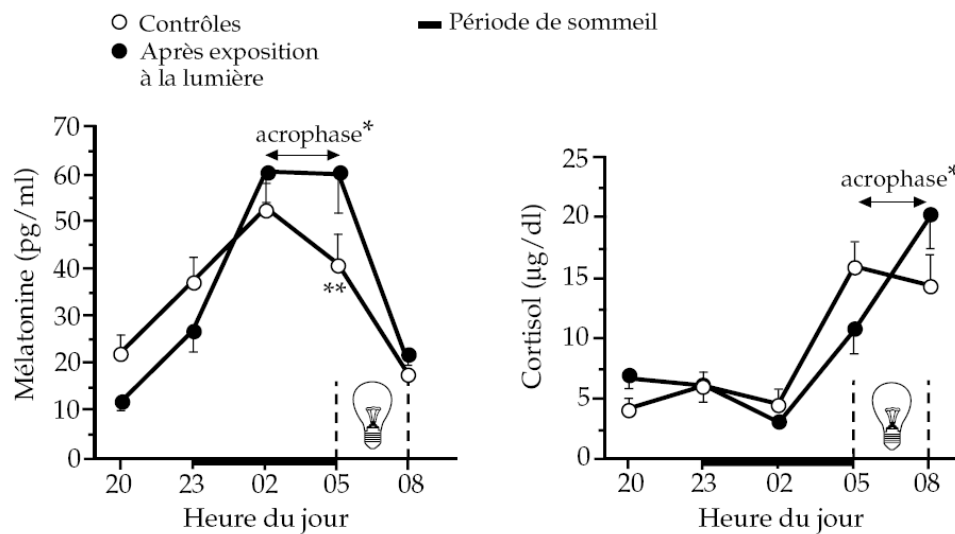 Contrôles
Après exposition
à la lumière
Période de sommeil
70
60
50
40
30
20
10
0
Mélatonine (pg/ml)
acrophase*
**
20 23 02 05 08
Heure du jour
25
20
15
10
5
0
Cortisol (μg/dl)
acrophase*
20 23 02 05 08
Heure du jour